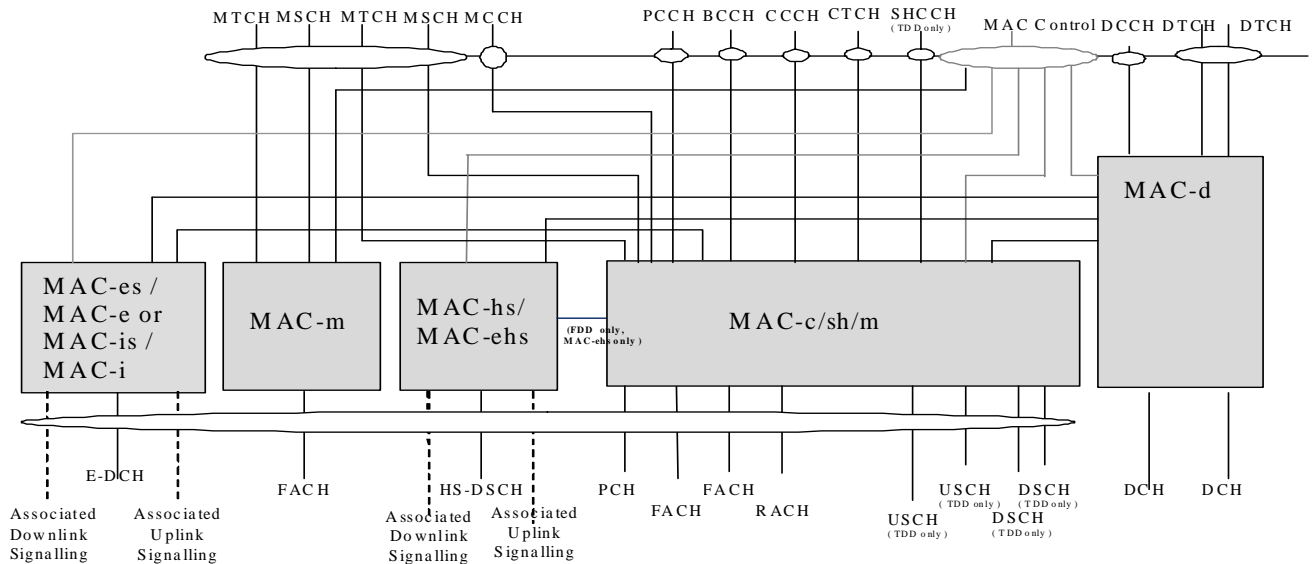 MTCH MSCH MTCH MSCH MCCH PCCH BCCH CCCH CTCH SHCCH MAC Control DCCH DTCH DTCH
(TDD only)
MAC-d
MAC-es /
MAC-e or
MAC-is /
MAC-i
MAC-m
MAC-hs/
MAC-ehs
(FDD only,
MAC-ehs only)
MAC-c/sh/m
E-DCH
FACH
HS-DSCH
PCH
FACH
FACH
RACH
USCH
(TDD only)
USCH
(TDD only)
DSCH
(TDD only)
DSCH
(TDD only)
DCH
DCH
Associated
Downlink
Signalling
Associated
Uplink
Signalling
Associated
Downlink
Signalling
Associated
Uplink
Signalling